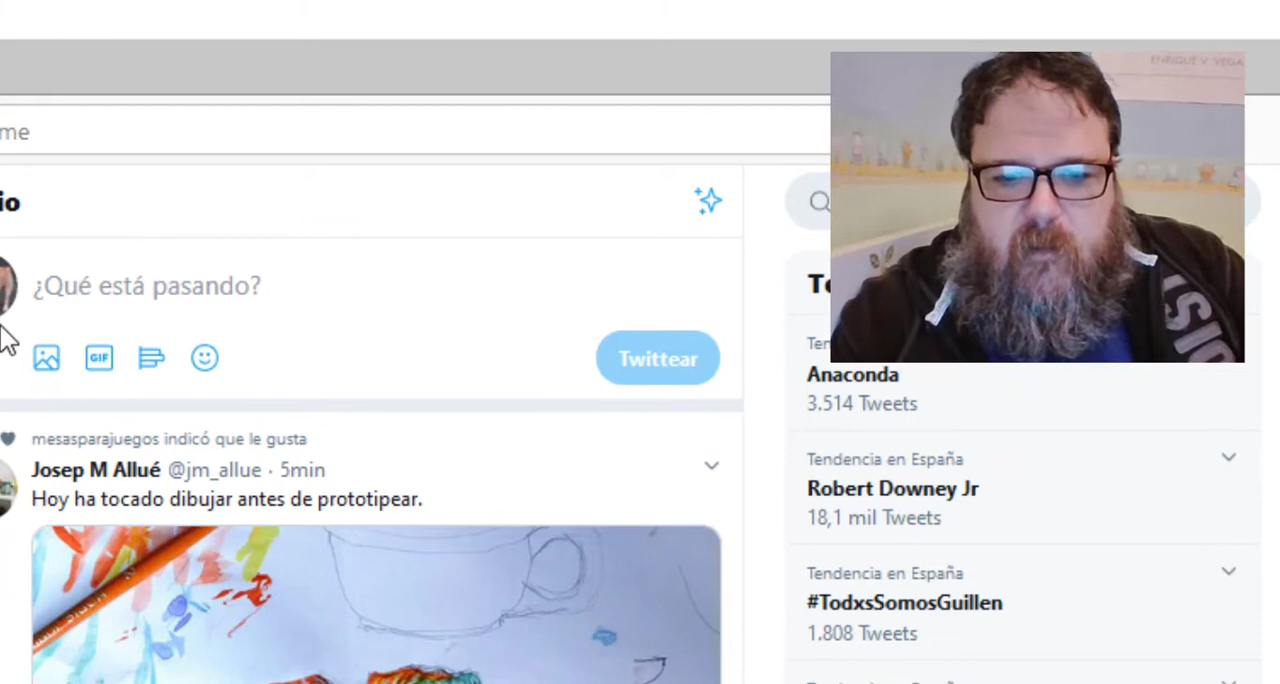 ENRIQUE V. VEGA
me
io
¿Qué está pasando?
GIF
Twittear
mesasparajuegos indicó que le gusta
Josep M Allué @jm_allue · 5min
Hoy ha tocado dibujar antes de prototipear.
Anaconda
3.514 Tweets
Tendencia en España
Robert Downey Jr
18,1 mil Tweets
Tendencia en España
#TodxsSomosGuillen
1.808 Tweets